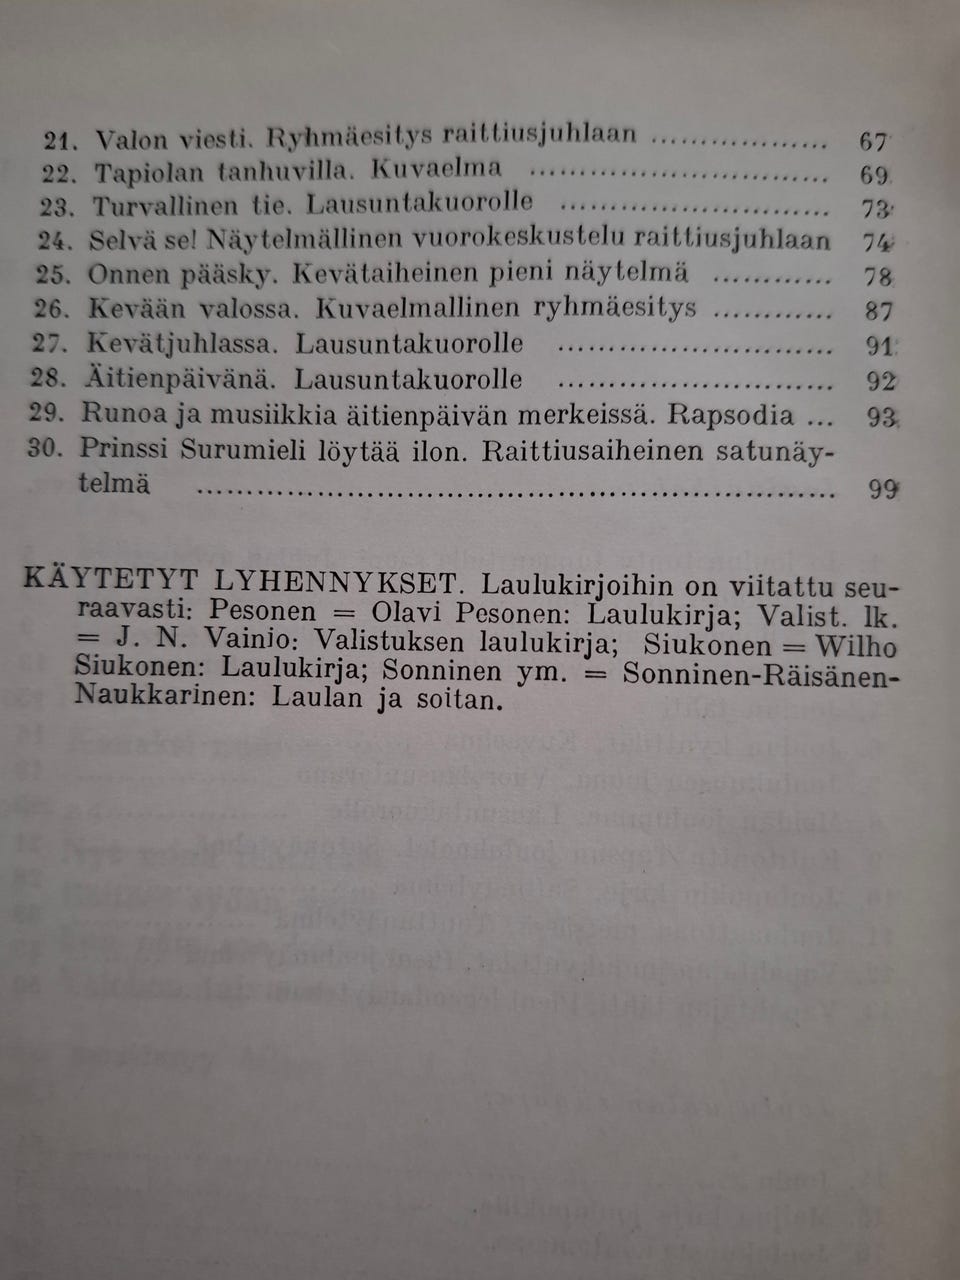 21. Valon viesti. Ryhmäesitys raittiusjuhlaan .................. 67
22. Tapiolan tanhuvilla. Kuvaelma .............................. 69
23. Turvallinen tie. Lausuntakuorolle ........................... 73
24. Selvä se! Näytelmällinen vuorokeskustelu raittiusjuhlaan 74
25. Onnen pääsky. Kevätaiheinen pieni näytelmä ............ 78
26. Kevään valossa. Kuvaelmallinen ryhmäesitys ............ 87
27. Kevätjuhlassa. Lausuntakuorolle ............................ 91
28. Äitienpäivänä. Lausuntakuorolle ............................ 92
29. Runoa ja musiikkia äitienpäivän merkeissä. Rapsodia ... 93
30. Prinssi Surumieli löytää ilon. Raittiusaiheinen satunäy-
telmä ................................................................ 99
KÄYTETYT LYHENNYKSET. Laulukirjoihin on viitattu seu-
raavasti: Pesonen = Olavi Pesonen: Laulukirja; Valist. lk.
= J. N. Vainio: Valistuksen laulukirja; Siukonen = Wilho
Siukonen: Laulukirja; Sonninen ym. = Sonninen-Räisänen-
Naukkarinen: Laulan ja soitan.